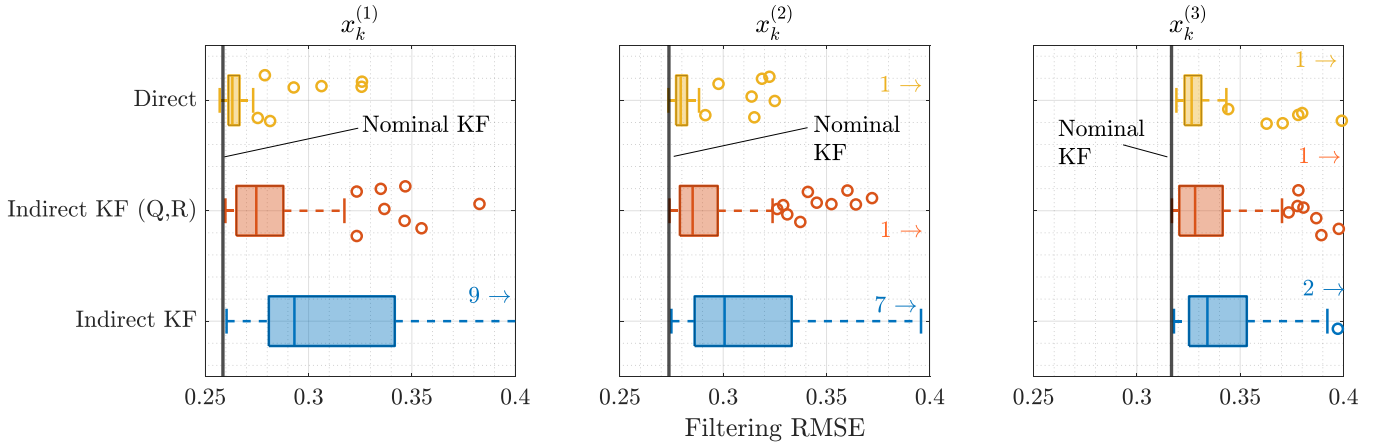 x_k^{(1)}
x_k^{(2)}
x_k^{(3)}
Direct
Indirect KF (Q,R)
Indirect KF
Nominal KF
9 →
0.25 0.3 0.35 0.4
1 →
Nominal
KF
1 →
7 →
0.25 0.3 0.35 0.4
1 →
Nominal
KF
1 →
2 →
0.25 0.3 0.35 0.4
Filtering RMSE